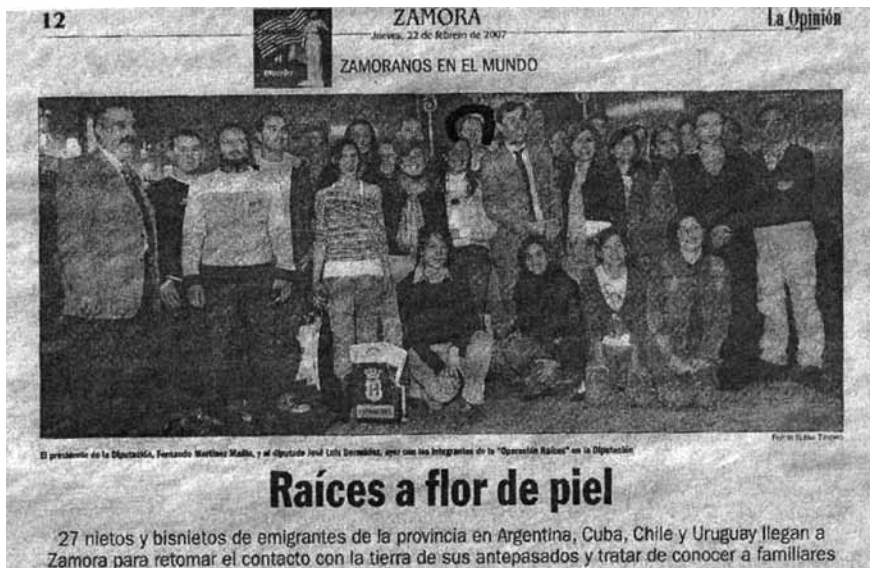 12
ZAMORA
Jueves, 22 de febrero de 2007
La Opinión
ZAMORANOS EN EL MUNDO
El presidente de la Diputación, Fernando Martínez Maíllo, y el diputado José Luis Bermúdez, ayer con los integrantes de la "Operación Raíces" en la Diputación
Raíces a flor de piel
27 nietos y bisnietos de emigrantes de la provincia en Argentina, Cuba, Chile y Uruguay llegan a
Zamora para retomar el contacto con la tierra de sus antepasados y tratar de conocer a familiares